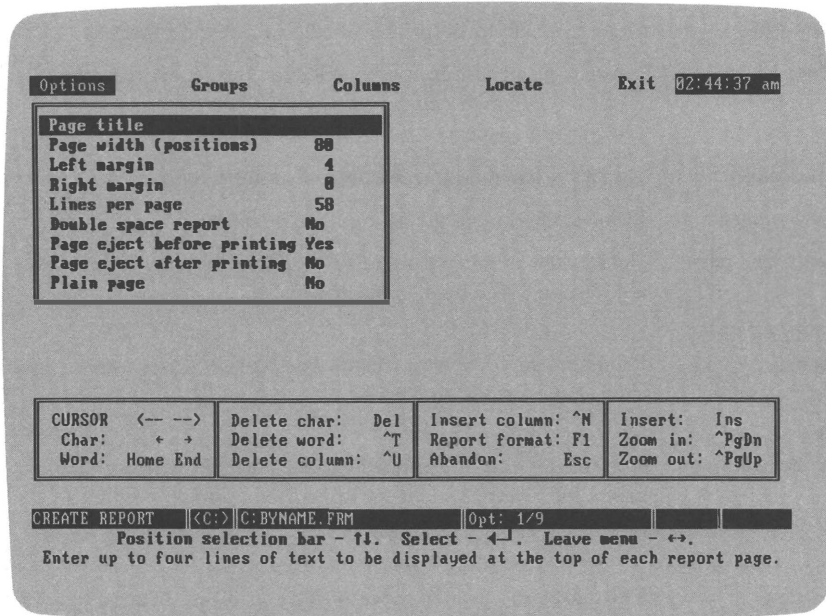 Options Groups Columns Locate Exit 02:44:37 am
Page title
Page width (positions) 80
Left margin 4
Right margin 0
Lines per page 58
Double space report No
Page eject before printing Yes
Page eject after printing No
Plain page No
CURSOR <-- --> Delete char: Del Insert column: ^N Insert: Ins
Char: ← → Delete word: ^T Report format: F1 Zoom in: ^PgDn
Word: Home End Delete column: ^U Abandon: Esc Zoom out: ^PgUp
CREATE REPORT <C:> C:BYNAME.FRM Opt: 1/9
Position selection bar - ↑↓. Select - ◄─┘. Leave menu - ↔.
Enter up to four lines of text to be displayed at the top of each report page.